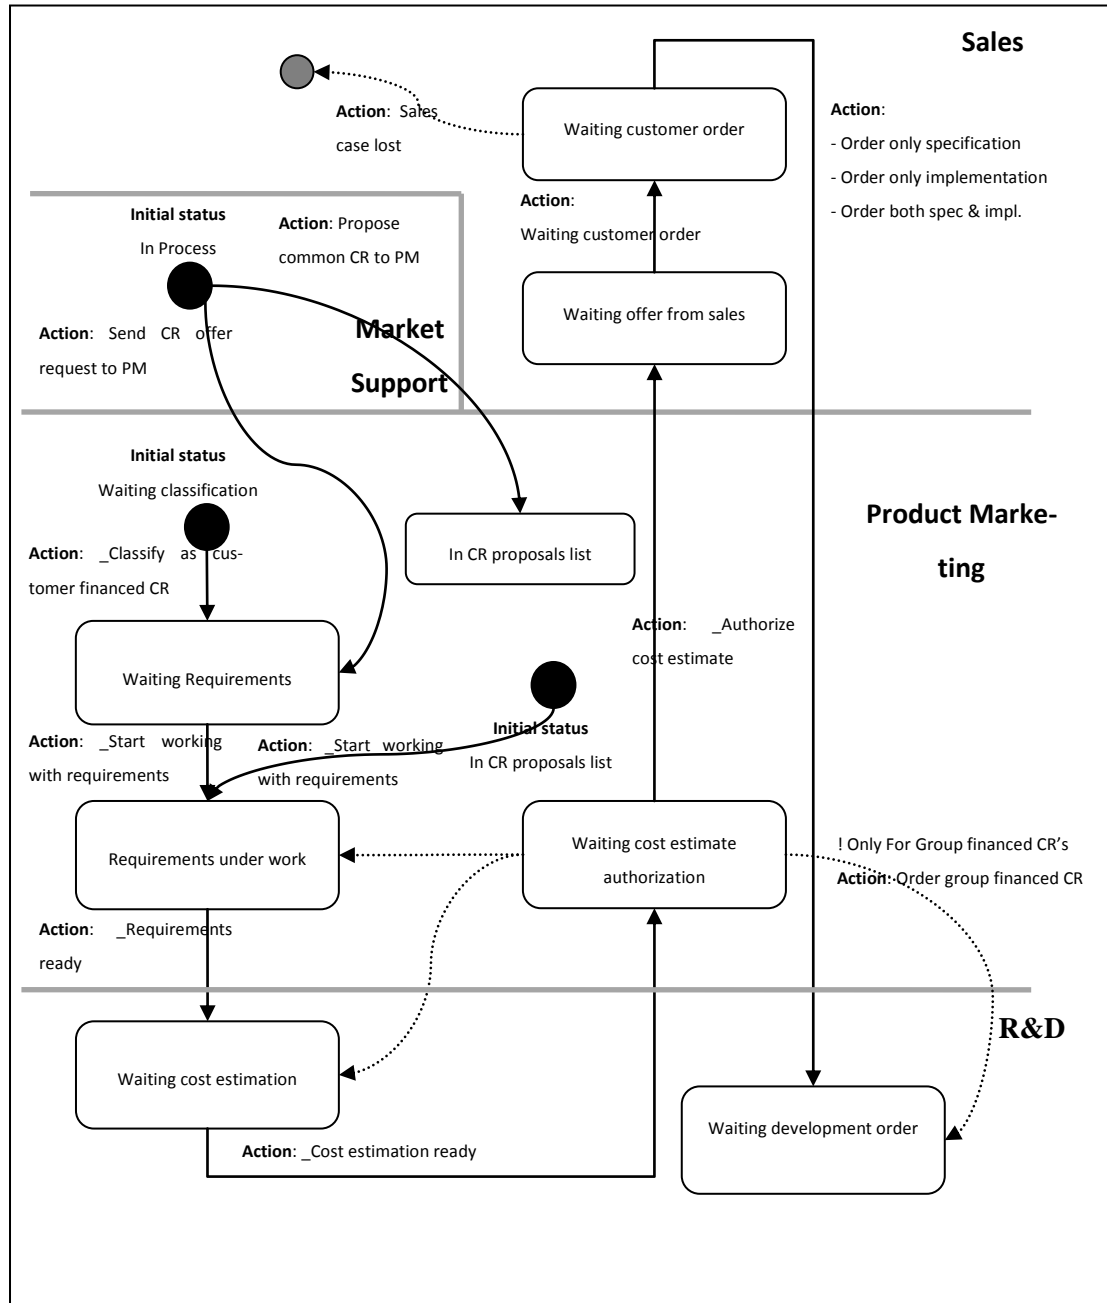 Sales
Waiting customer order
Action: Sales
case lost
Action:
- Order only specification
- Order only implementation
- Order both spec & impl.
Action:
Waiting customer order
Initial status
In Process
Action: Propose
common CR to PM
Waiting offer from sales
Action: Send CR offer
request to PM
Market
Support
Initial status
Waiting classification
Product Marke-
ting
In CR proposals list
Action: _Classify as cus-
tomer financed CR
Action: _Authorize
cost estimate
Waiting Requirements
Initial status
In CR proposals list
Action: _Start working
with requirements
Action: _Start working
with requirements
Requirements under work
Waiting cost estimate
authorization
! Only For Group financed CR's
Action: Order group financed CR
Action: _Requirements
ready
R&D
Waiting cost estimation
Waiting development order
Action: _Cost estimation ready